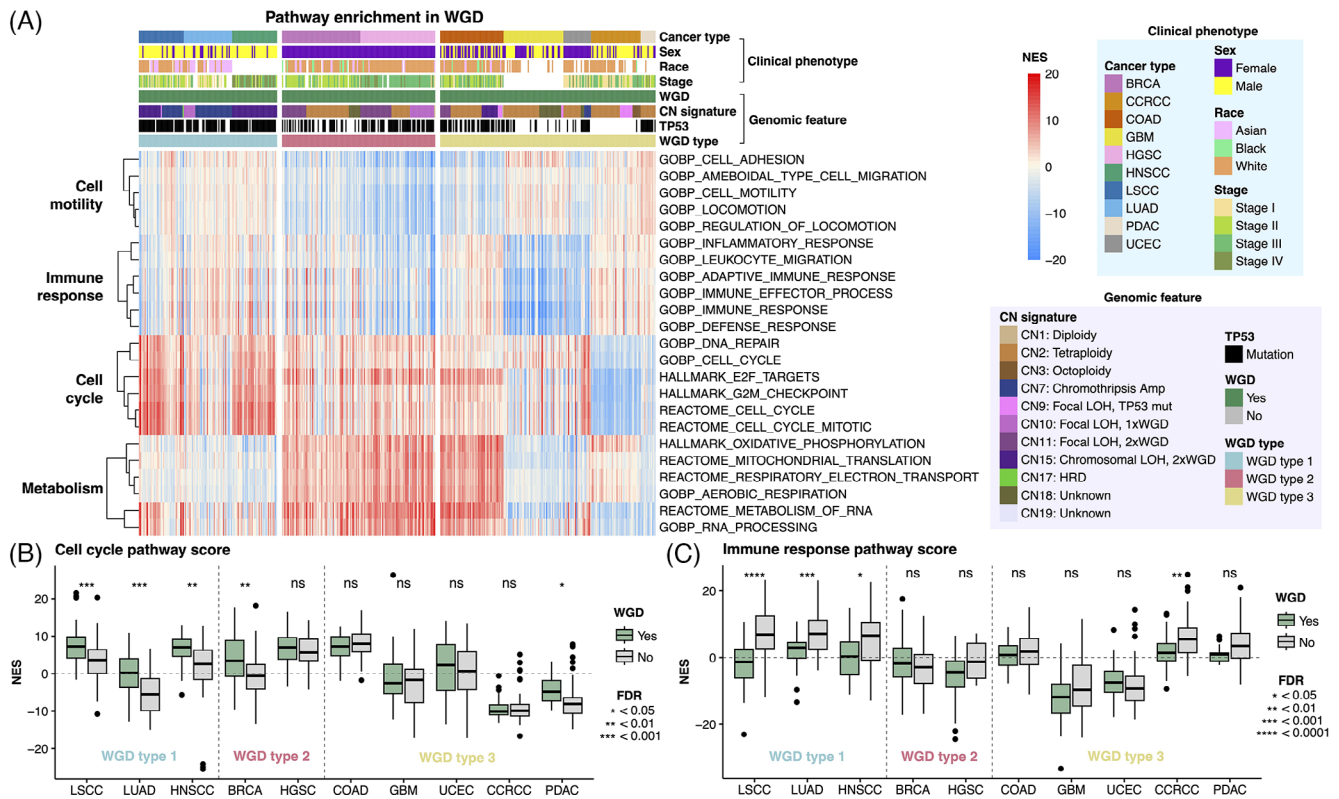 (A)
Pathway enrichment in WGD
Cancer type
Sex
Race
Stage
WGD
CN signature
TP53
WGD type
Clinical phenotype
Genomic feature
Cell motility
Immune response
Cell cycle
Metabolism
GOBP_CELL_ADHESION
GOBP_AMEBOIDAL_TYPE_CELL_MIGRATION
GOBP_CELL_MOTILITY
GOBP_LOCOMOTION
GOBP_REGULATION_OF_LOCOMOTION
GOBP_INFLAMMATORY_RESPONSE
GOBP_LEUKOCYTE_MIGRATION
GOBP_ADAPTIVE_IMMUNE_RESPONSE
GOBP_IMMUNE_EFFECTOR_PROCESS
GOBP_IMMUNE_RESPONSE
GOBP_DEFENSE_RESPONSE
GOBP_DNA_REPAIR
GOBP_CELL_CYCLE
HALLMARK_E2F_TARGETS
HALLMARK_G2M_CHECKPOINT
REACTOME_CELL_CYCLE
REACTOME_CELL_CYCLE_MITOTIC
HALLMARK_OXIDATIVE_PHOSPHORYLATION
REACTOME_MITOCHONDRIAL_TRANSLATION
REACTOME_RESPIRATORY_ELECTRON_TRANSPORT
GOBP_AEROBIC_RESPIRATION
REACTOME_METABOLISM_OF_RNA
GOBP_RNA_PROCESSING
NES
20
10
0
−10
−20
Clinical phenotype
Cancer type
BRCA
CCRCC
COAD
GBM
HGSC
HNSCC
LSCC
LUAD
PDAC
UCEC
Sex
Female
Male
Race
Asian
Black
White
Stage
Stage I
Stage II
Stage III
Stage IV
Genomic feature
CN signature
CN1: Diploidy
CN2: Tetraploidy
CN3: Octoploidy
CN7: Chromothripsis Amp
CN9: Focal LOH, TP53 mut
CN10: Focal LOH, 1xWGD
CN11: Focal LOH, 2xWGD
CN15: Chromosomal LOH, 2xWGD
CN17: HRD
CN18: Unknown
CN19: Unknown
TP53
Mutation
WGD
Yes
No
WGD type
WGD type 1
WGD type 2
WGD type 3
(B)
Cell cycle pathway score
*** *** ** ** ns ns ns ns ns *
NES
20
10
0
−10
−20
WGD type 1 WGD type 2 WGD type 3
LSCC LUAD HNSCC BRCA HGSC COAD GBM UCEC CCRCC PDAC
WGD
Yes
No
FDR
* < 0.05
** < 0.01
*** < 0.001
(C)
Immune response pathway score
**** *** * ns ns ns ns ns ** ns
NES
20
0
−20
WGD type 1 WGD type 2 WGD type 3
LSCC LUAD HNSCC BRCA HGSC COAD GBM UCEC CCRCC PDAC
WGD
Yes
No
FDR
* < 0.05
** < 0.01
*** < 0.001
**** < 0.0001